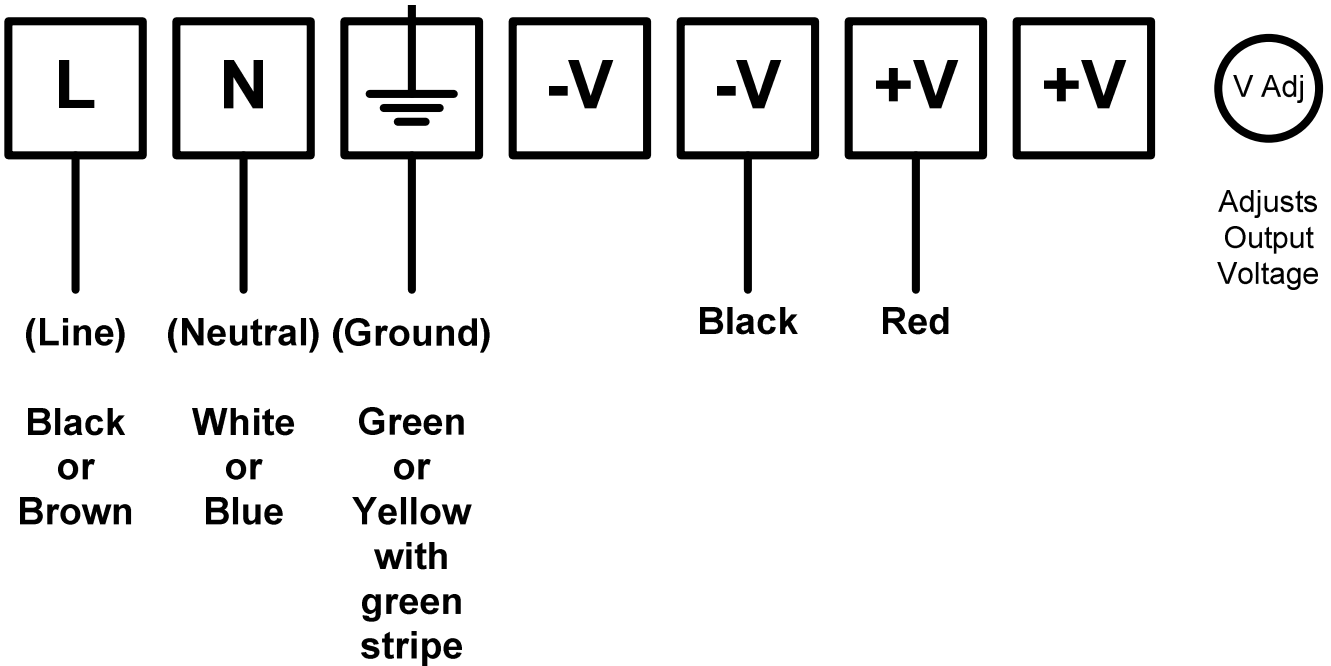 L N -V -V +V +V V Adj
Adjusts
Output
Voltage
(Line) (Neutral) (Ground) Black Red
Black
or
Brown
White
or
Blue
Green
or
Yellow
with
green
stripe